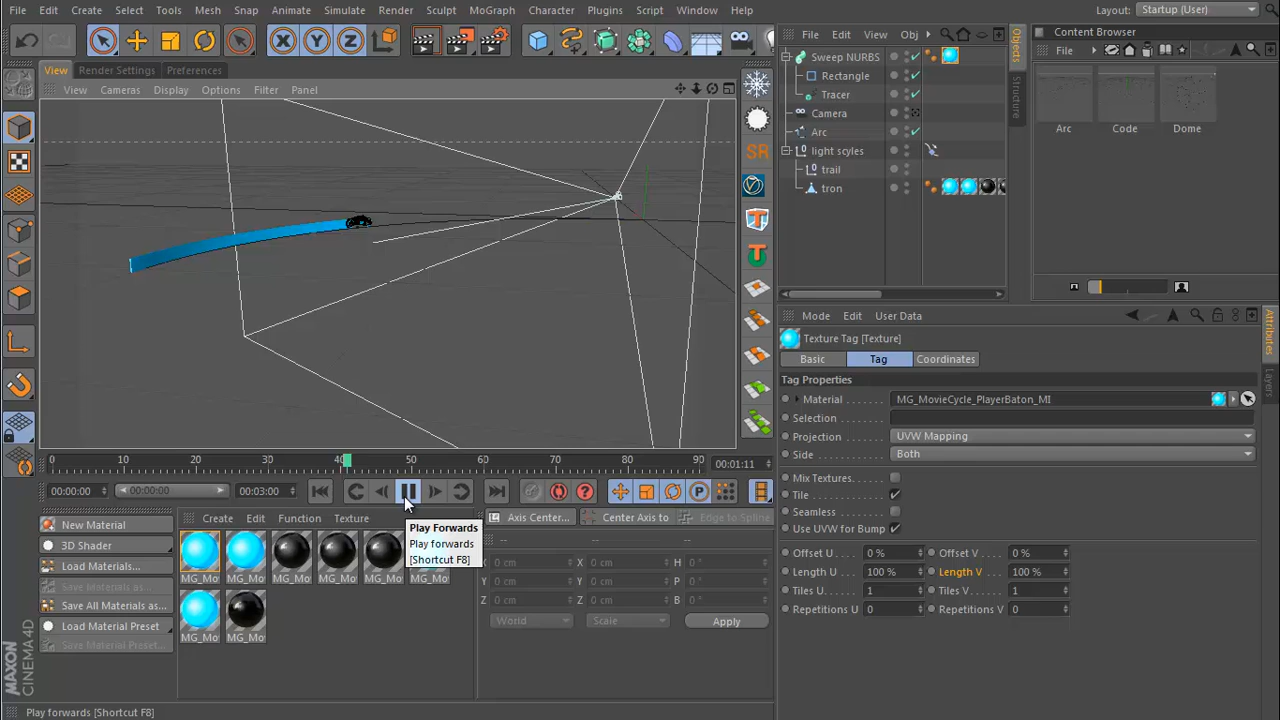 File Edit Create Select Tools Mesh Snap Animate Simulate Render Sculpt MoGraph Character Plugins Script Window Help
Layout: Startup (User)
View Render Settings Preferences
View Cameras Display Options Filter Panel
File Edit View Obj
Objects
Structure
Sweep NURBS
Rectangle
Tracer
Camera
Arc
light scyles
trail
tron
SR
Content Browser
File
Arc Code Dome
Mode Edit User Data
Attributes
Layers
Texture Tag [Texture]
Basic Tag Coordinates
Tag Properties
Material MG_MovieCycle_PlayerBaton_MI
Selection
Projection UVW Mapping
Side Both
Mix Textures
Tile
Seamless
Use UVW for Bump
Offset U 0 % Offset V 0 %
Length U 100 % Length V 100 %
Tiles U 1 Tiles V 1
Repetitions U 0 Repetitions V 0
0 10 20 30 40 50 60 70 80 90 00:01:11
00:00:00 00:00:00 00:03:00
P
New Material
3D Shader
Load Materials...
Save Materials as...
Save All Materials as...
Load Material Preset
Save Material Preset...
Create Edit Function Texture
MG_Mo MG_Mo MG_Mo MG_Mo MG_Mo MG_Mo
MG_Mo MG_Mo
Play Forwards
Play forwards
[Shortcut F8]
Axis Center... Center Axis to Edge to Spline
-- --
X 0 cm X 0 cm H 0 °
Y 0 cm Y 0 cm P 0 °
Z 0 cm Z 0 cm B 0 °
World Scale Apply
MAXON
CINEMA4D
Play forwards [Shortcut F8]